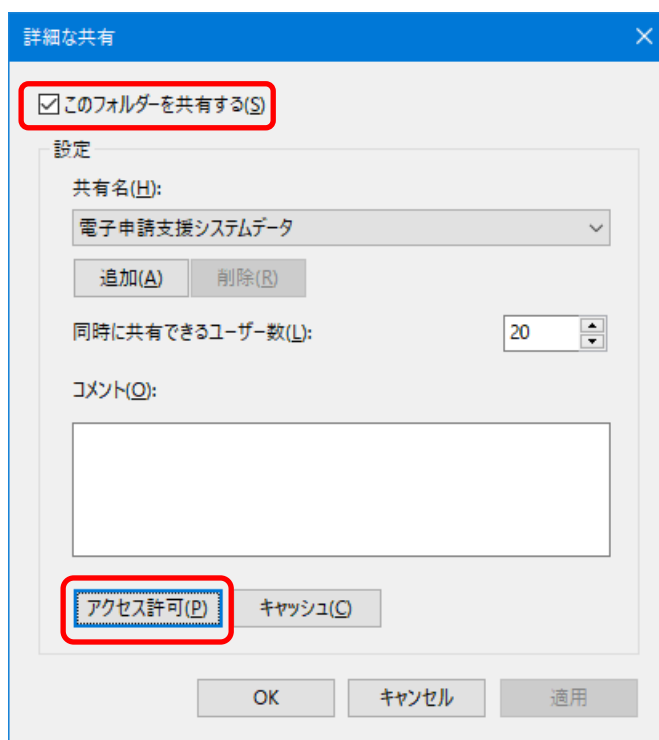 詳細な共有
このフォルダーを共有する(S)
設定
共有名(H):
電子申請支援システムデータ
追加(A) 削除(R)
同時に共有できるユーザー数(L): 20
コメント(O):
アクセス許可(P) キャッシュ(C)
OK キャンセル 適用